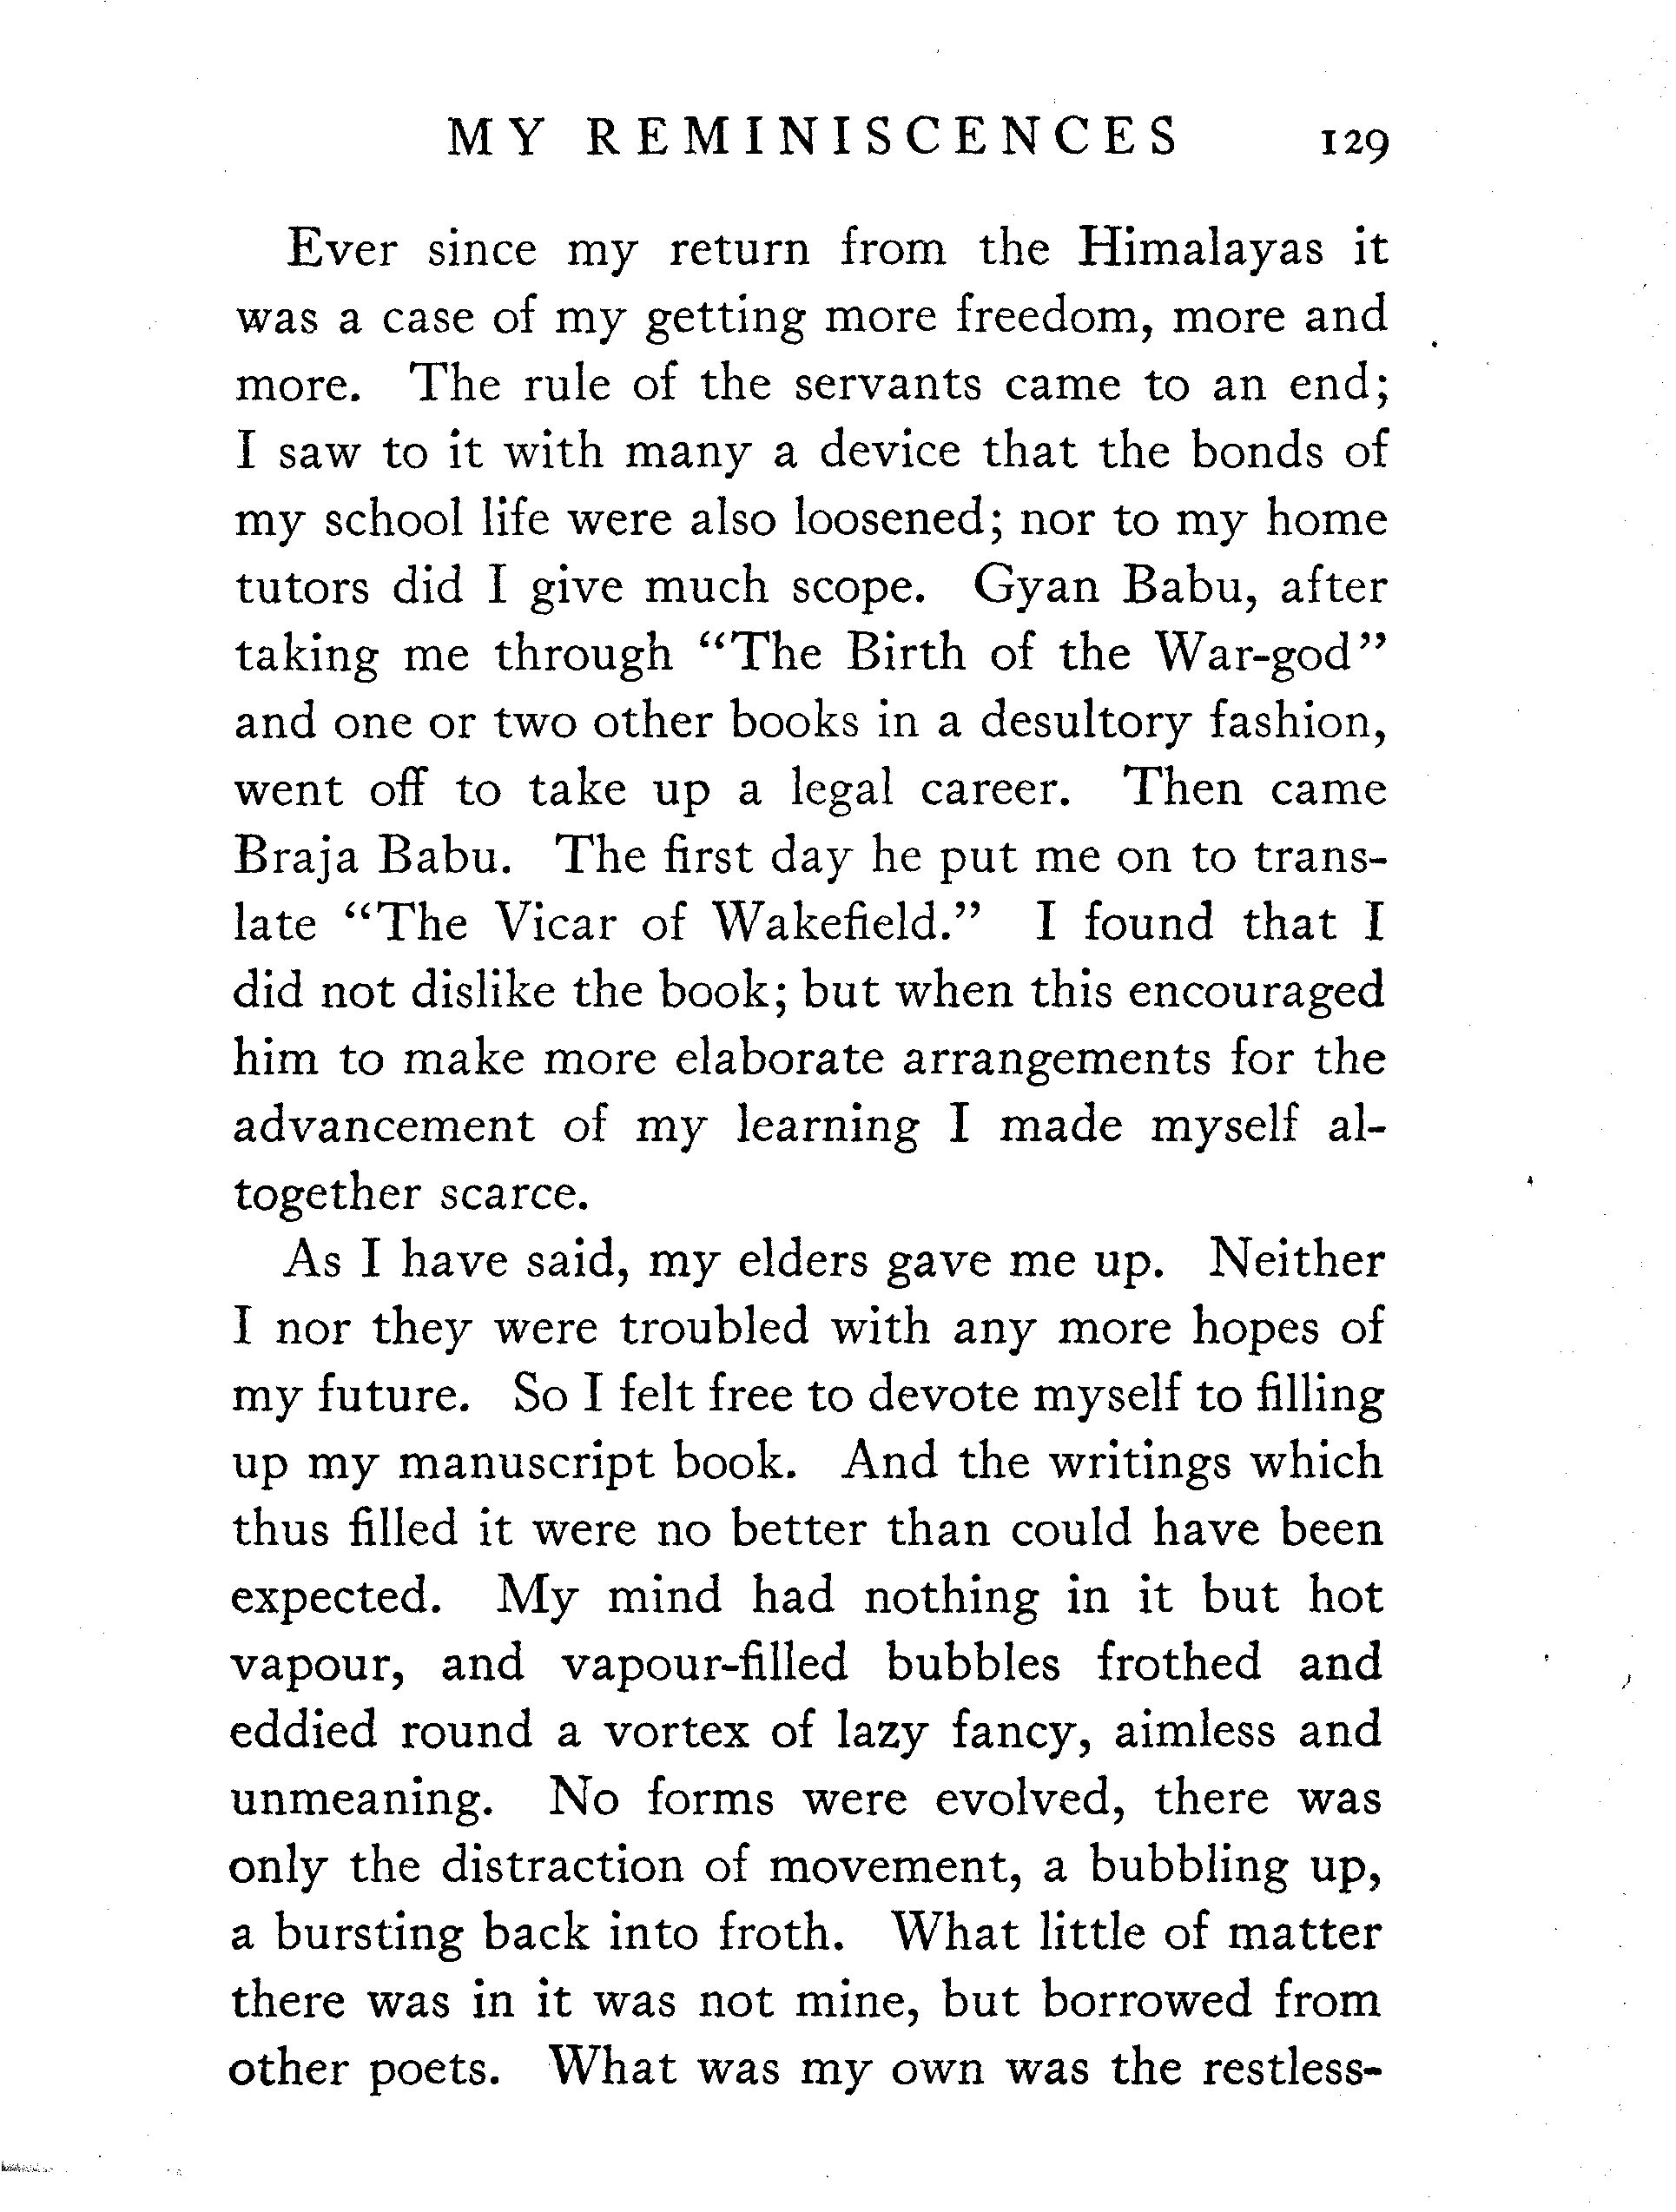 MY REMINISCENCES 129
Ever since my return from the Himalayas it
was a case of my getting more freedom, more and
more. The rule of the servants came to an end;
I saw to it with many a device that the bonds of
my school life were also loosened; nor to my home
tutors did I give much scope. Gyan Babu, after
taking me through “The Birth of the War-god”
and one or two other books in a desultory fashion,
went off to take up a legal career. Then came
Braja Babu. The first day he put me on to trans-
late “The Vicar of Wakefield.” I found that I
did not dislike the book; but when this encouraged
him to make more elaborate arrangements for the
advancement of my learning I made myself al-
together scarce.
As I have said, my elders gave me up. Neither
I nor they were troubled with any more hopes of
my future. So I felt free to devote myself to filling
up my manuscript book. And the writings which
thus filled it were no better than could have been
expected. My mind had nothing in it but hot
vapour, and vapour-filled bubbles frothed and
eddied round a vortex of lazy fancy, aimless and
unmeaning. No forms were evolved, there was
only the distraction of movement, a bubbling up,
a bursting back into froth. What little of matter
there was in it was not mine, but borrowed from
other poets. What was my own was the restless-